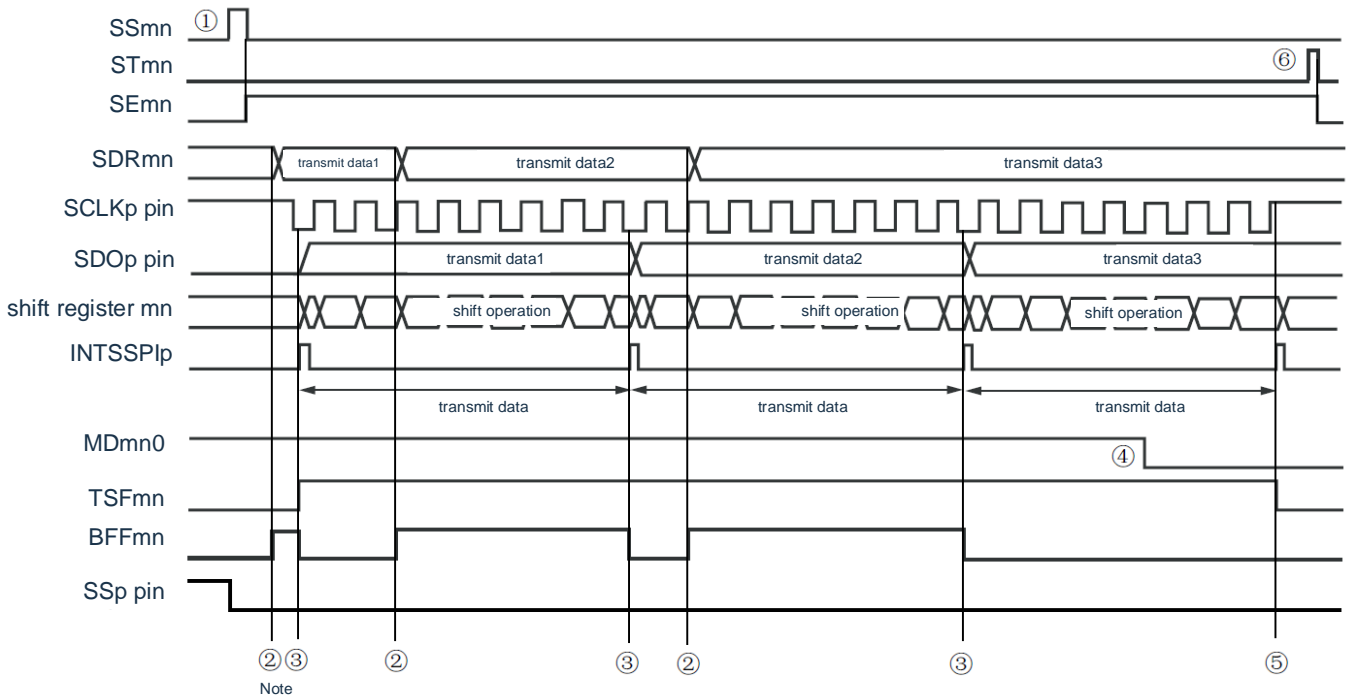 SSmn ①
STmn ⑥
SEmn
SDRmn transmit data1 transmit data2 transmit data3
SCLKp pin
SDOp pin transmit data1 transmit data2 transmit data3
shift register mn shift operation shift operation shift operation
INTSSPIp
transmit data transmit data transmit data
MDmn0 ④
TSFmn
BFFmn
SSp pin
② ③ ② ③ ② ③ ⑤
Note